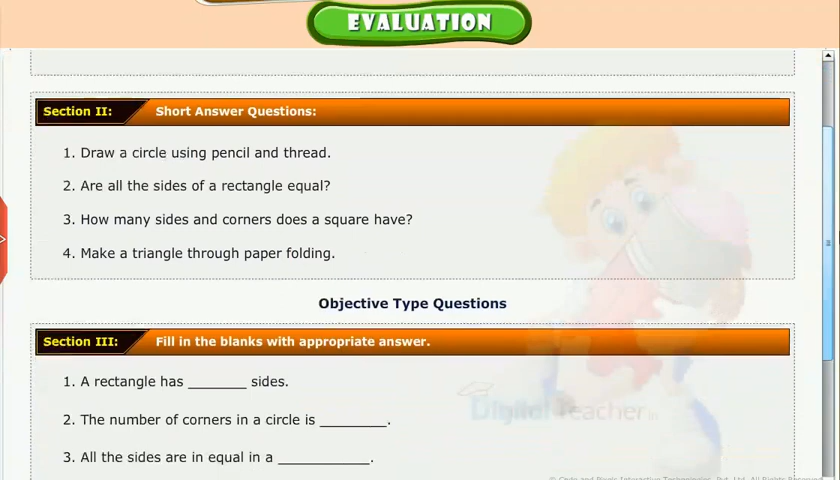 EVALUATION
Section II: Short Answer Questions:
1. Draw a circle using pencil and thread.
2. Are all the sides of a rectangle equal?
3. How many sides and corners does a square have?
4. Make a triangle through paper folding.
Objective Type Questions
Section III: Fill in the blanks with appropriate answer.
1. A rectangle has _______ sides.
2. The number of corners in a circle is ________.
Digital Teacher
3. All the sides are in equal in a ___________.